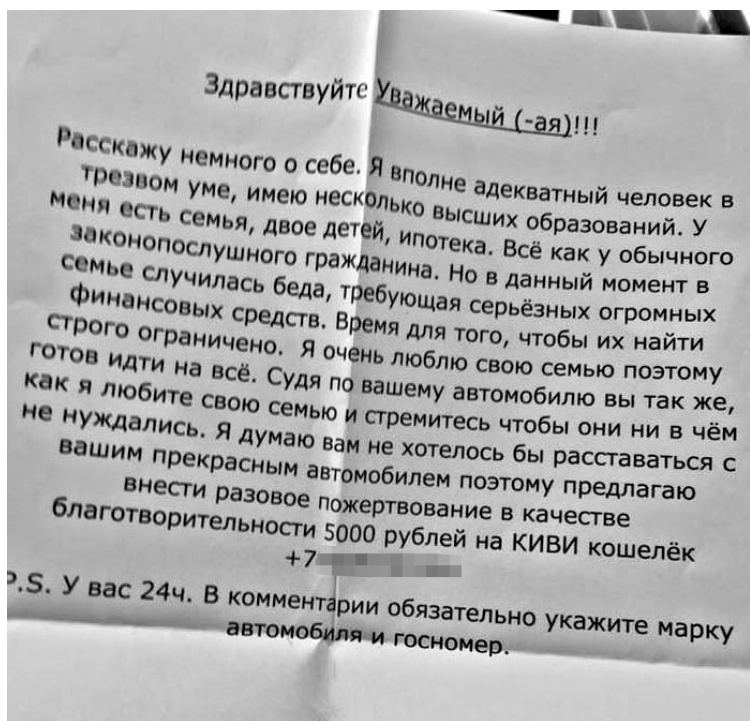 Здравствуйте Уважаемый (-ая)!!!
Расскажу немного о себе. Я вполне адекватный человек в
трезвом уме, имею несколько высших образований. У
меня есть семья, двое детей, ипотека. Всё как у обычного
законопослушного гражданина. Но в данный момент в
семье случилась беда, требующая серьёзных огромных
финансовых средств. Время для того, чтобы их найти
строго ограничено. Я очень люблю свою семью поэтому
готов идти на всё. Судя по вашему автомобилю вы так же,
как я любите свою семью и стремитесь чтобы они ни в чём
не нуждались. Я думаю вам не хотелось бы расставаться с
вашим прекрасным автомобилем поэтому предлагаю
внести разовое пожертвование в качестве
благотворительности 5000 рублей на КИВИ кошелёк
+7
P.S. У вас 24ч. В комментарии обязательно укажите марку
автомобиля и госномер.